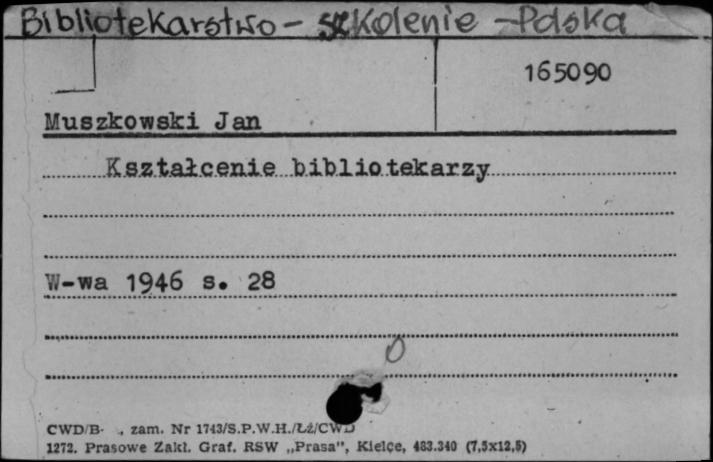 Bibliotekarstwo - szkolenie - Polska
165090
Muszkowski Jan
Kształcenie bibliotekarzy
W-wa 1946 s. 28
0
CWD/B- , zam. Nr 1743/S.P.W.H./Łź/CWD
1272. Prasowe Zakł. Graf. RSW „Prasa", Kielce, 483.340 (7,5x12,5)